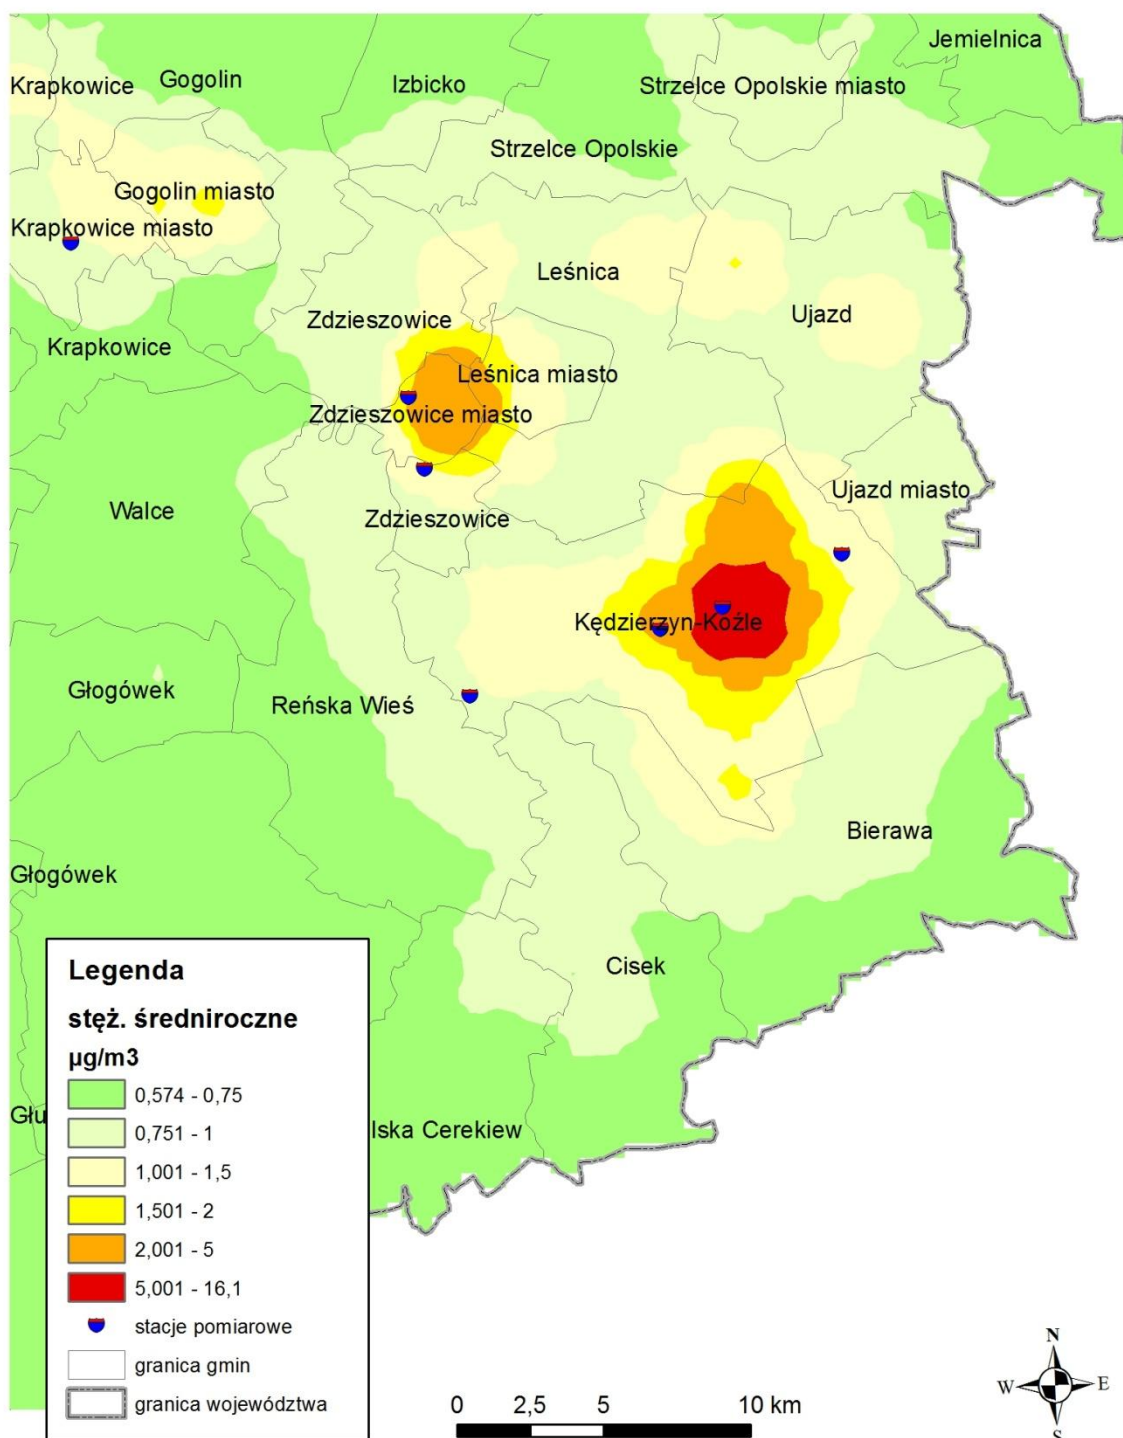 Jemielnica
Krapkowice
Gogolin
Izbicko
Strzelce Opolskie miasto
Strzelce Opolskie
Gogolin miasto
Krapkowice miasto
Leśnica
Ujazd
Zdzieszowice
Krapkowice
Leśnica miasto
Zdzieszowice miasto
Ujazd miasto
Walce
Zdzieszowice
Kędzierzyn-Koźle
Głogówek
Reńska Wieś
Bierawa
Głogówek
Cisek
Głu
lska Cerekiew
Legenda
stęż. średniroczne
µg/m3
0,574 - 0,75
0,751 - 1
1,001 - 1,5
1,501 - 2
2,001 - 5
5,001 - 16,1
stacje pomiarowe
granica gmin
granica województwa
0 2,5 5 10 km
N
W E
S